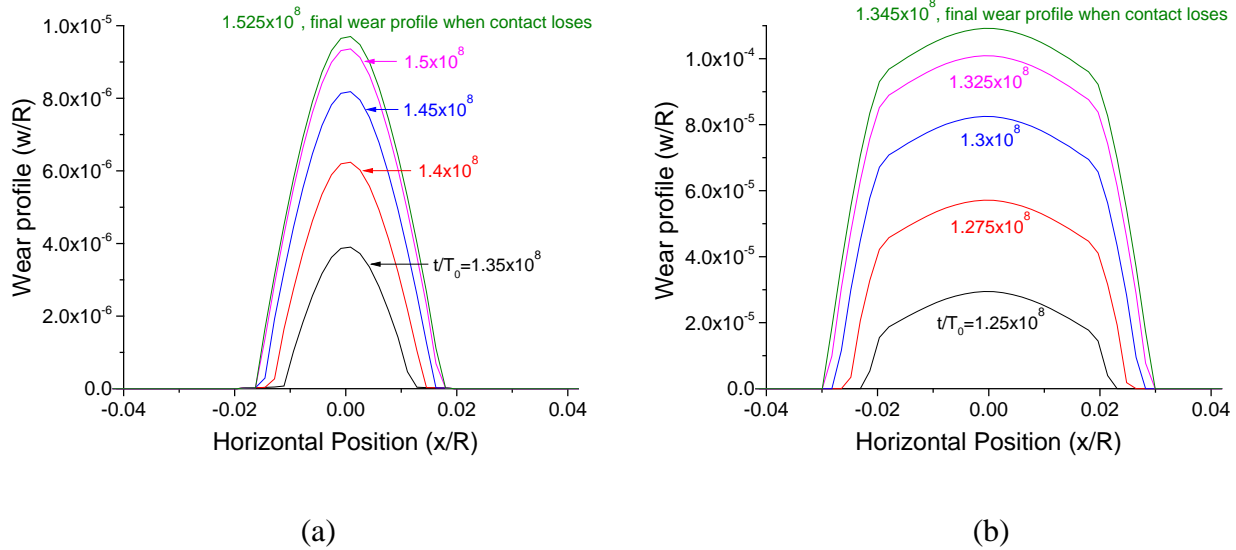 1.525x10^8, final wear profile when contact loses
1.0x10^-5
8.0x10^-6
6.0x10^-6
4.0x10^-6
2.0x10^-6
0.0
Wear profile (w/R)
1.5x10^8
1.45x10^8
1.4x10^8
t/T_0=1.35x10^8
-0.04
-0.02
0.00
0.02
0.04
Horizontal Position (x/R)
(a)
1.345x10^8, final wear profile when contact loses
1.0x10^-4
8.0x10^-5
6.0x10^-5
4.0x10^-5
2.0x10^-5
0.0
Wear profile (w/R)
1.325x10^8
1.3x10^8
1.275x10^8
t/T_0=1.25x10^8
-0.04
-0.02
0.00
0.02
0.04
Horizontal Position (x/R)
(b)